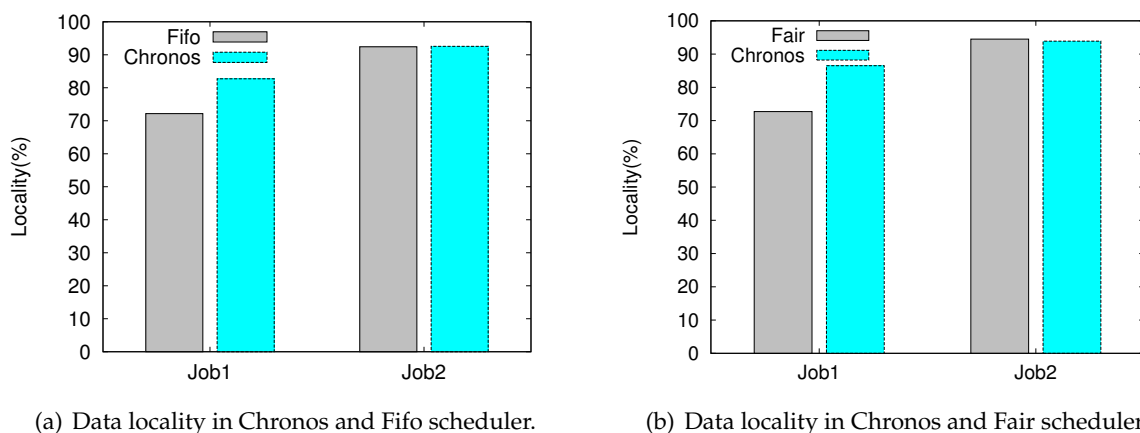 100
90
80
70
60
50
40
30
20
10
0
Locality(%)
Fifo
Chronos
Job1
Job2
(a) Data locality in Chronos and Fifo scheduler.
100
90
80
70
60
50
40
30
20
10
0
Locality(%)
Fair
Chronos
Job1
Job2
(b) Data locality in Chronos and Fair scheduler